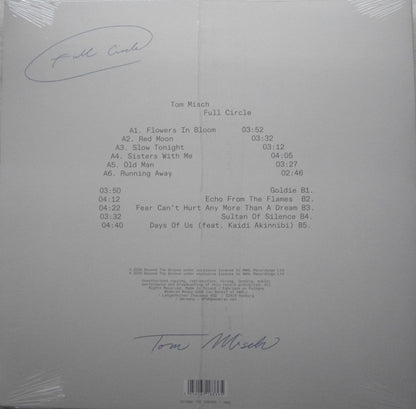 Full Circle
Tom Misch
Full Circle
A1. Flowers In Bloom 03:52
A2. Red Moon 03:32
A3. Slow Tonight 03:12
A4. Sisters With Me 04:05
A5. Old Man 03:27
A6. Running Away 02:46
03:50 Goldie B1.
04:12 Echo From The Flames B2.
04:22 Fear Can't Hurt Any More Than A Dream B3.
03:32 Sultan Of Silence B4.
04:40 Days Of Us (feat. Kaidi Akinnibi) B5.
Tom Misch